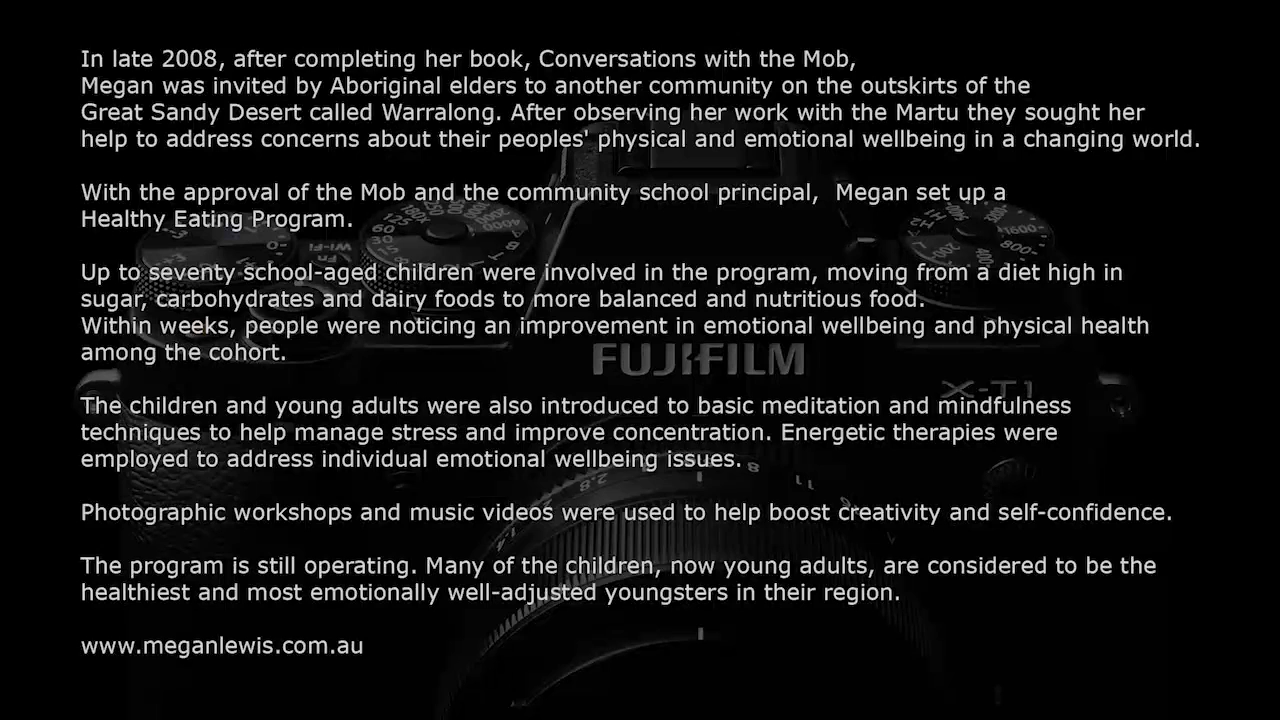 In late 2008, after completing her book, Conversations with the Mob,
Megan was invited by Aboriginal elders to another community on the outskirts of the
Great Sandy Desert called Warralong. After observing her work with the Martu they sought her
help to address concerns about their peoples' physical and emotional wellbeing in a changing world.
With the approval of the Mob and the community school principal,  Megan set up a
Healthy Eating Program.
Up to seventy school-aged children were involved in the program, moving from a diet high in
sugar, carbohydrates and dairy foods to more balanced and nutritious food.
Within weeks, people were noticing an improvement in emotional wellbeing and physical health
among the cohort.
FUJIFILM
X-T1
The children and young adults were also introduced to basic meditation and mindfulness
techniques to help manage stress and improve concentration. Energetic therapies were
employed to address individual emotional wellbeing issues.
Photographic workshops and music videos were used to help boost creativity and self-confidence.
The program is still operating. Many of the children, now young adults, are considered to be the
healthiest and most emotionally well-adjusted youngsters in their region.
www.meganlewis.com.au